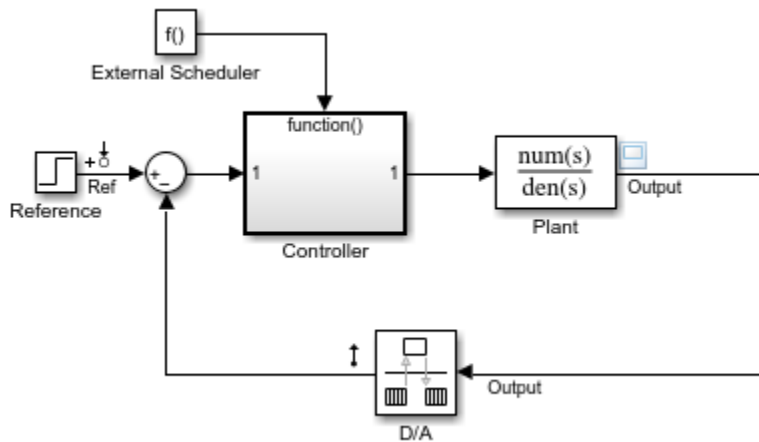 f()
External Scheduler
function()
+
Ref
Reference
+
−
1
1
Controller
num(s)
den(s)
Output
Plant
Output
D/A